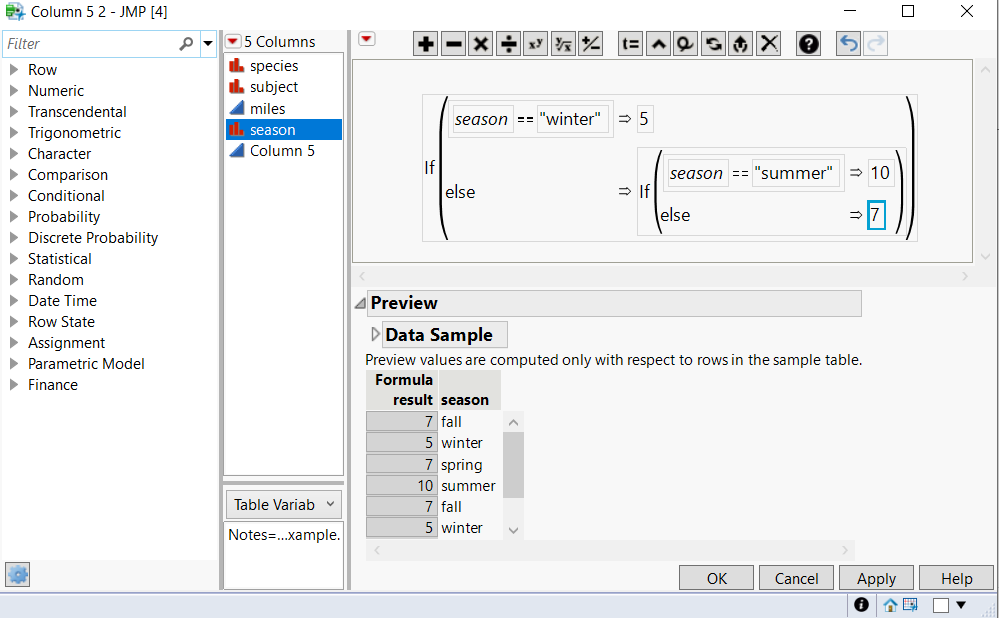 Column 5 2 - JMP [4]
Filter
Row
Numeric
Transcendental
Trigonometric
Character
Comparison
Conditional
Probability
Discrete Probability
Statistical
Random
Date Time
Row State
Assignment
Parametric Model
Finance
5 Columns
species
subject
miles
season
Column 5
Table Variab
Notes=...xample.
xy
y√x
+/-
t=
?
season == "winter" ⇒ 5
If
else ⇒ If
season == "summer" ⇒ 10
else ⇒ 7
Preview
Data Sample
Preview values are computed only with respect to rows in the sample table.
Formula
result season
7 fall
5 winter
7 spring
10 summer
7 fall
5 winter
OK Cancel Apply Help